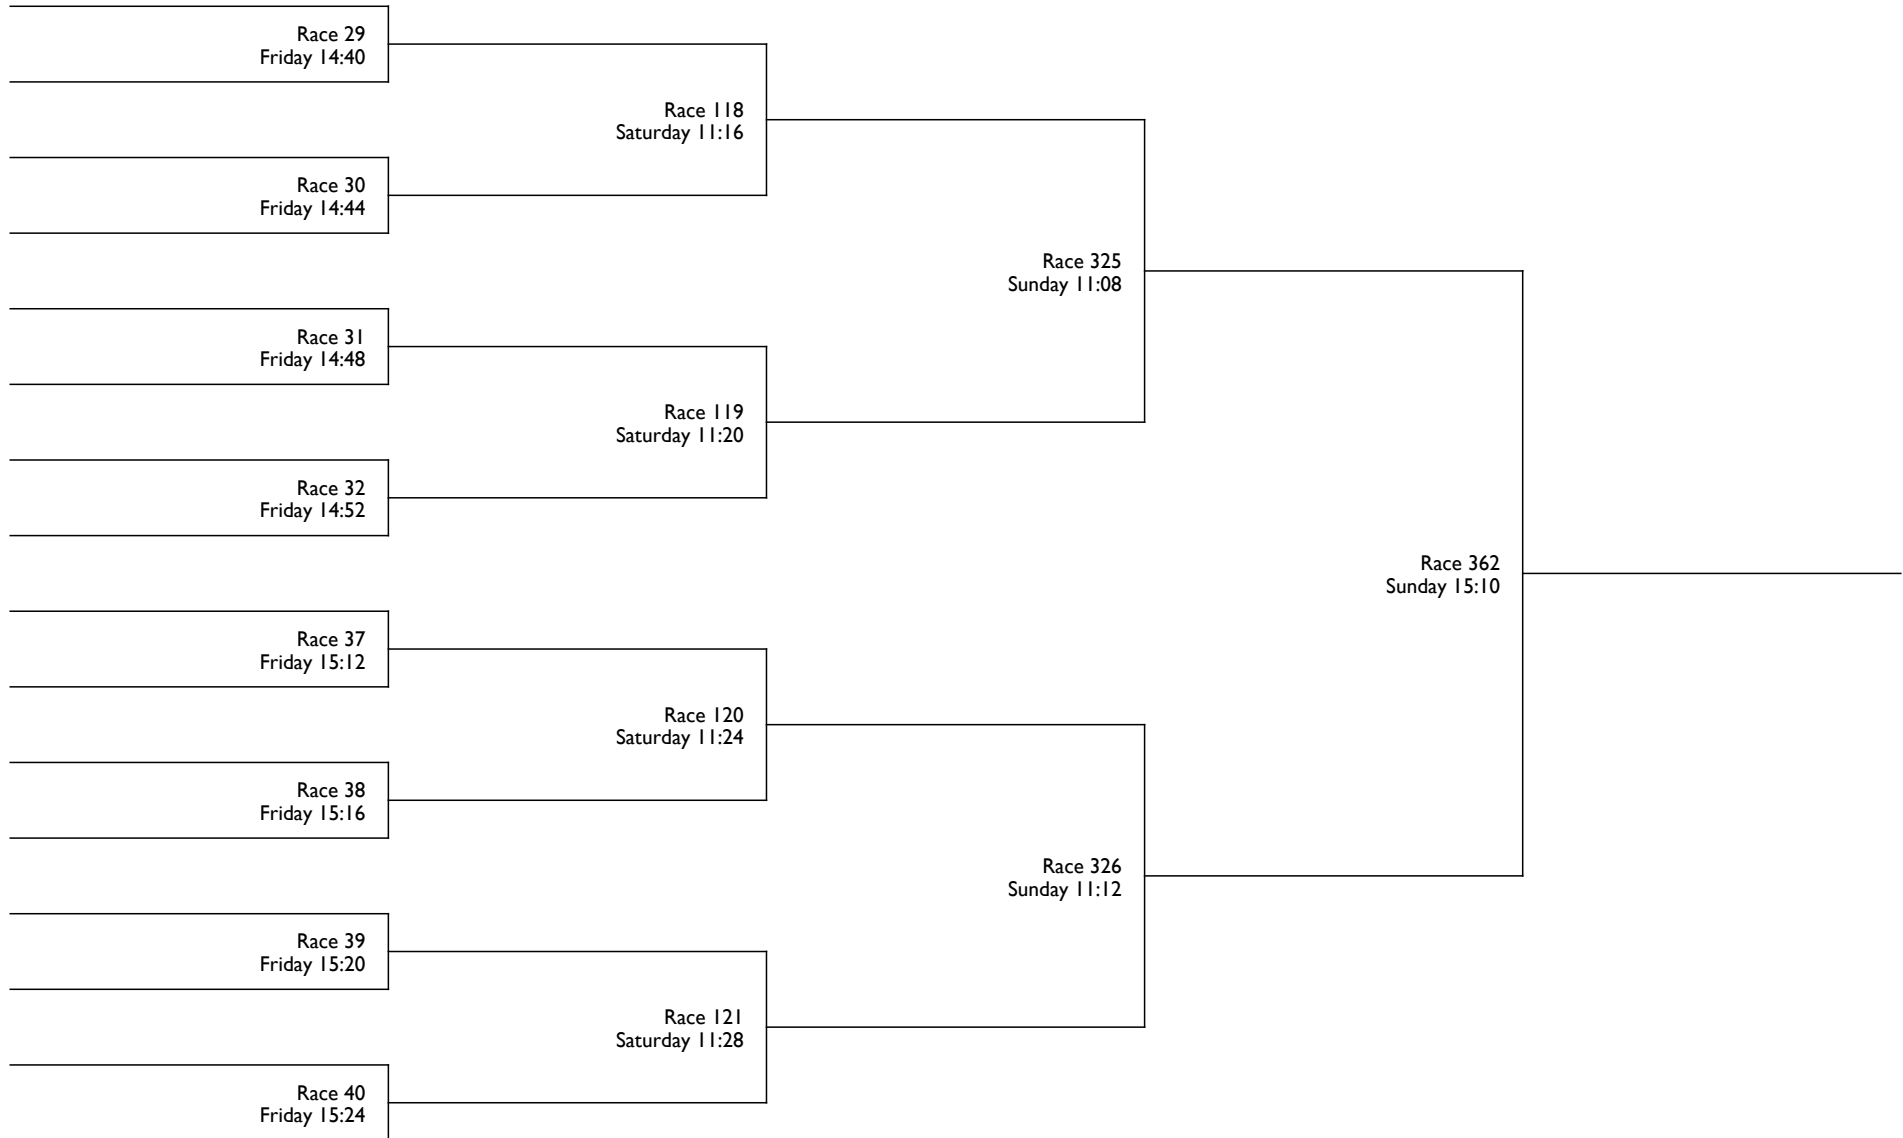 Race 29
Friday 14:40
Race 118
Saturday 11:16
Race 30
Friday 14:44
Race 325
Sunday 11:08
Race 31
Friday 14:48
Race 119
Saturday 11:20
Race 32
Friday 14:52
Race 362
Sunday 15:10
Race 37
Friday 15:12
Race 120
Saturday 11:24
Race 38
Friday 15:16
Race 326
Sunday 11:12
Race 39
Friday 15:20
Race 121
Saturday 11:28
Race 40
Friday 15:24